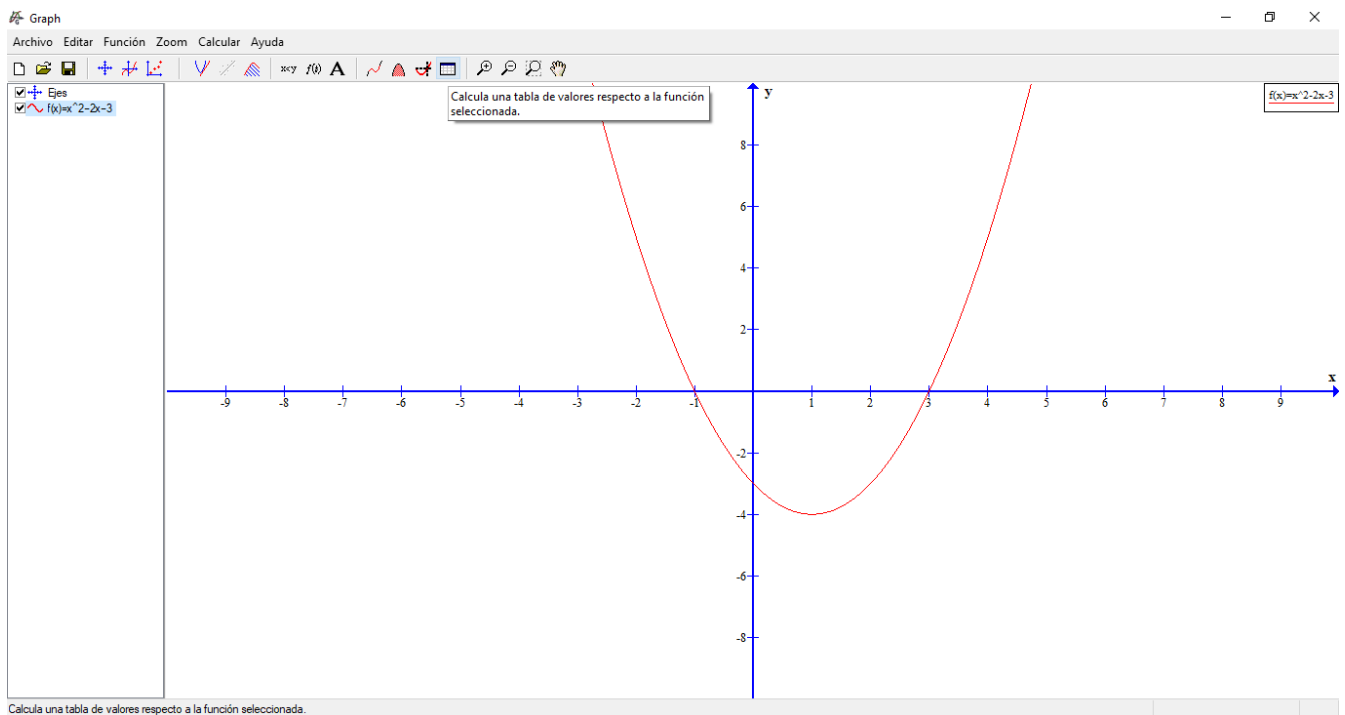 Graph
Archivo Editar Función Zoom Calcular Ayuda
x<y f(x) A
Ejes
f(x)=x^2-2x-3
Calcula una tabla de valores respecto a la función
seleccionada.
y
f(x)=x^2-2x-3
8
6
4
2
x
-9 -8 -7 -6 -5 -4 -3 -2 -1 1 2 3 4 5 6 7 8 9
-2
-4
-6
-8
Calcula una tabla de valores respecto a la función seleccionada.